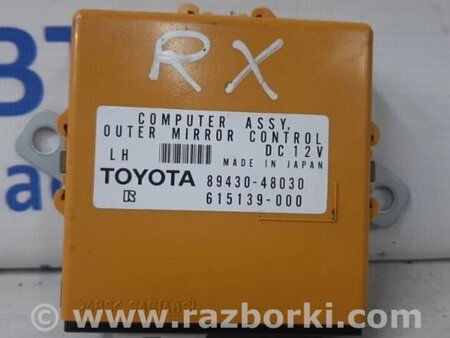 RX
COMPUTER ASSY,
OUTER MIRROR CONTROL
LH
DC12V
MADE IN JAPAN
TOYOTA 89430-48030
R 615139-000
www.razborki.com